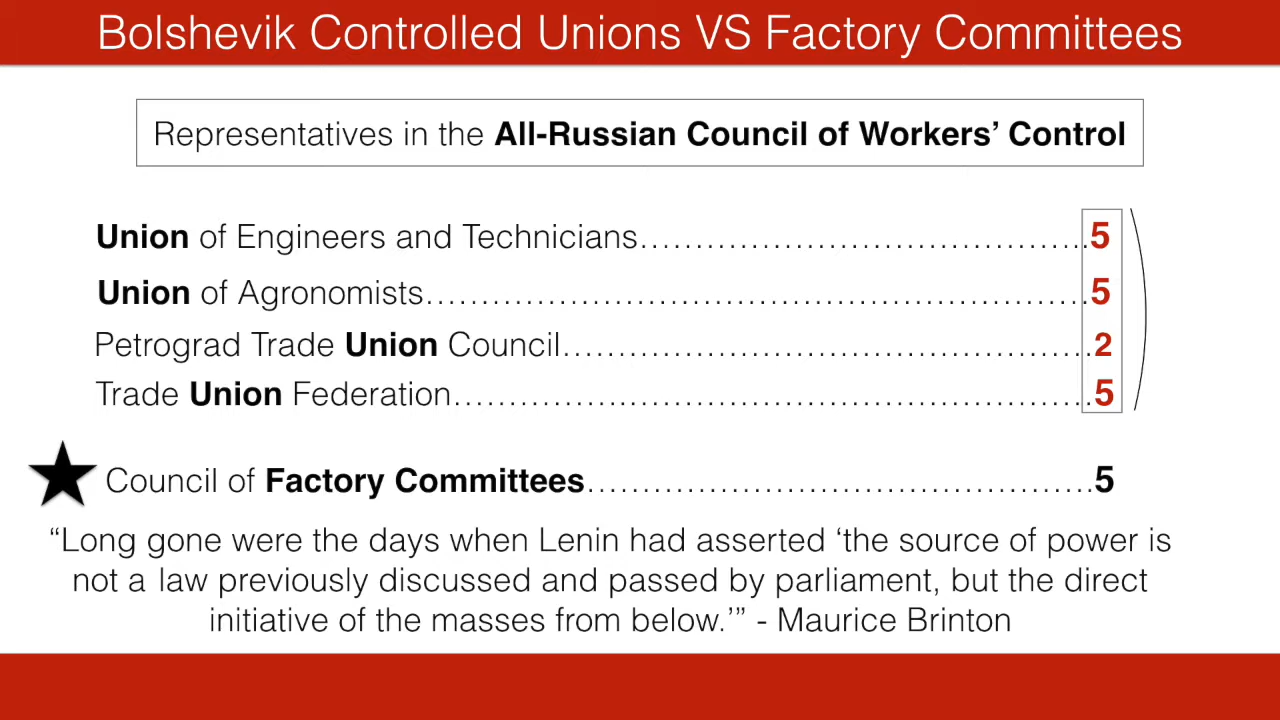 Bolshevik Controlled Unions VS Factory Committees
Representatives in the All-Russian Council of Workers’ Control
Union of Engineers and Technicians........................................5
Union of Agronomists............................................................5
Petrograd Trade Union Council................................................2
Trade Union Federation..........................................................5
Council of Factory Committees..............................................5
“Long gone were the days when Lenin had asserted ‘the source of power is
not a law previously discussed and passed by parliament, but the direct
initiative of the masses from below.’” - Maurice Brinton